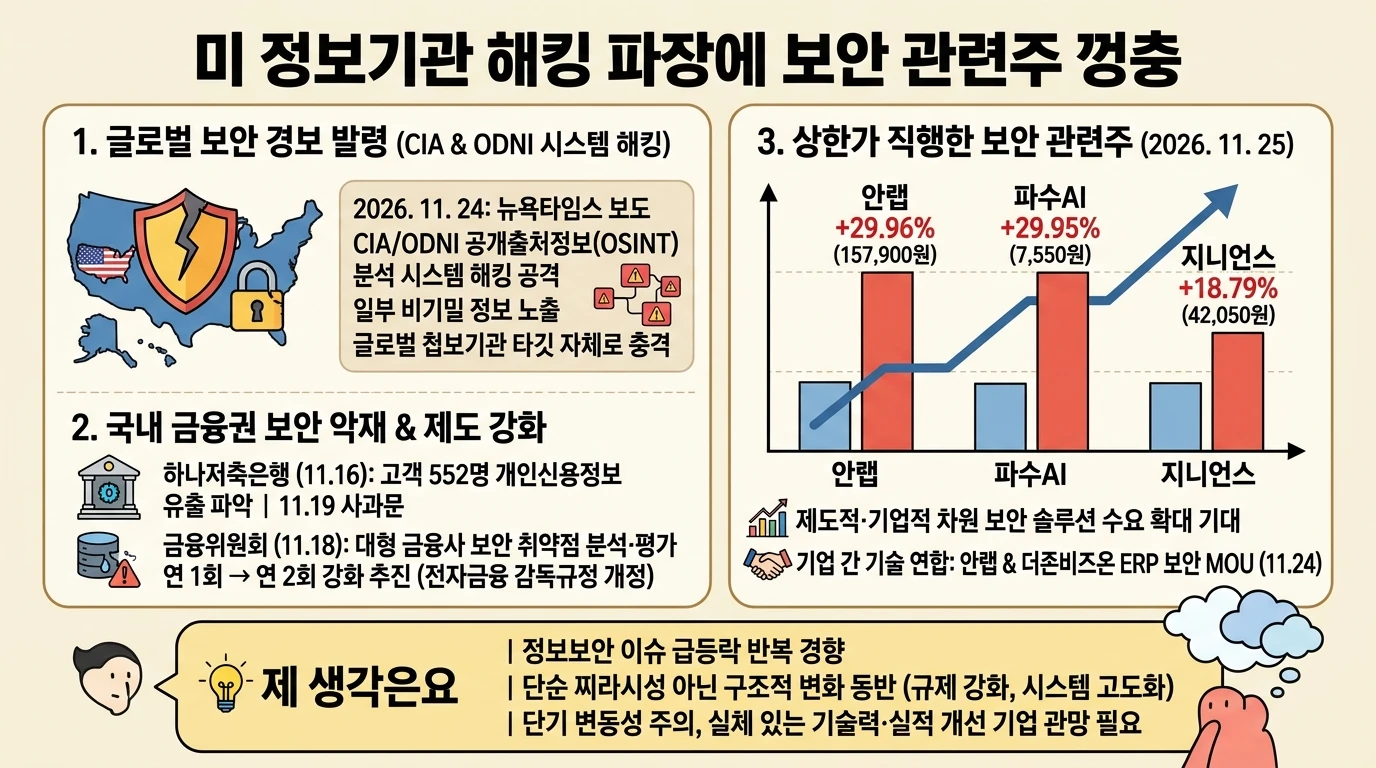 미 정보기관 해킹 파장에 보안 관련주 껑충
1. 글로벌 보안 경보 발령 (CIA & ODNI 시스템 해킹)
2026. 11. 24: 뉴욕타임스 보도
CIA/ODNI 공개출처정보(OSINT)
분석 시스템 해킹 공격
일부 비기밀 정보 노출
글로벌 첩보기관 타깃 자체로 충격
2. 국내 금융권 보안 악재 & 제도 강화
하나저축은행 (11.16): 고객 552명 개인신용정보
유출 파악 | 11.19 사과문
금융위원회 (11.18): 대형 금융사 보안 취약점 분석·평가
연 1회 → 연 2회 강화 추진 (전자금융 감독규정 개정)
3. 상한가 직행한 보안 관련주 (2026. 11. 25)
안랩
+29.96%
(157,900원)
파수AI
+29.95%
(7,550원)
지니언스
+18.79%
(42,050원)
안랩
파수AI
지니언스
제도적·기업적 차원 보안 솔루션 수요 확대 기대
기업 간 기술 연합: 안랩 & 더존비즈온 ERP 보안 MOU (11.24)
제 생각은요
| 정보보안 이슈 급등락 반복 경향
| 단순 찌라시성 아닌 구조적 변화 동반 (규제 강화, 시스템 고도화)
| 단기 변동성 주의, 실체 있는 기술력·실적 개선 기업 관망 필요